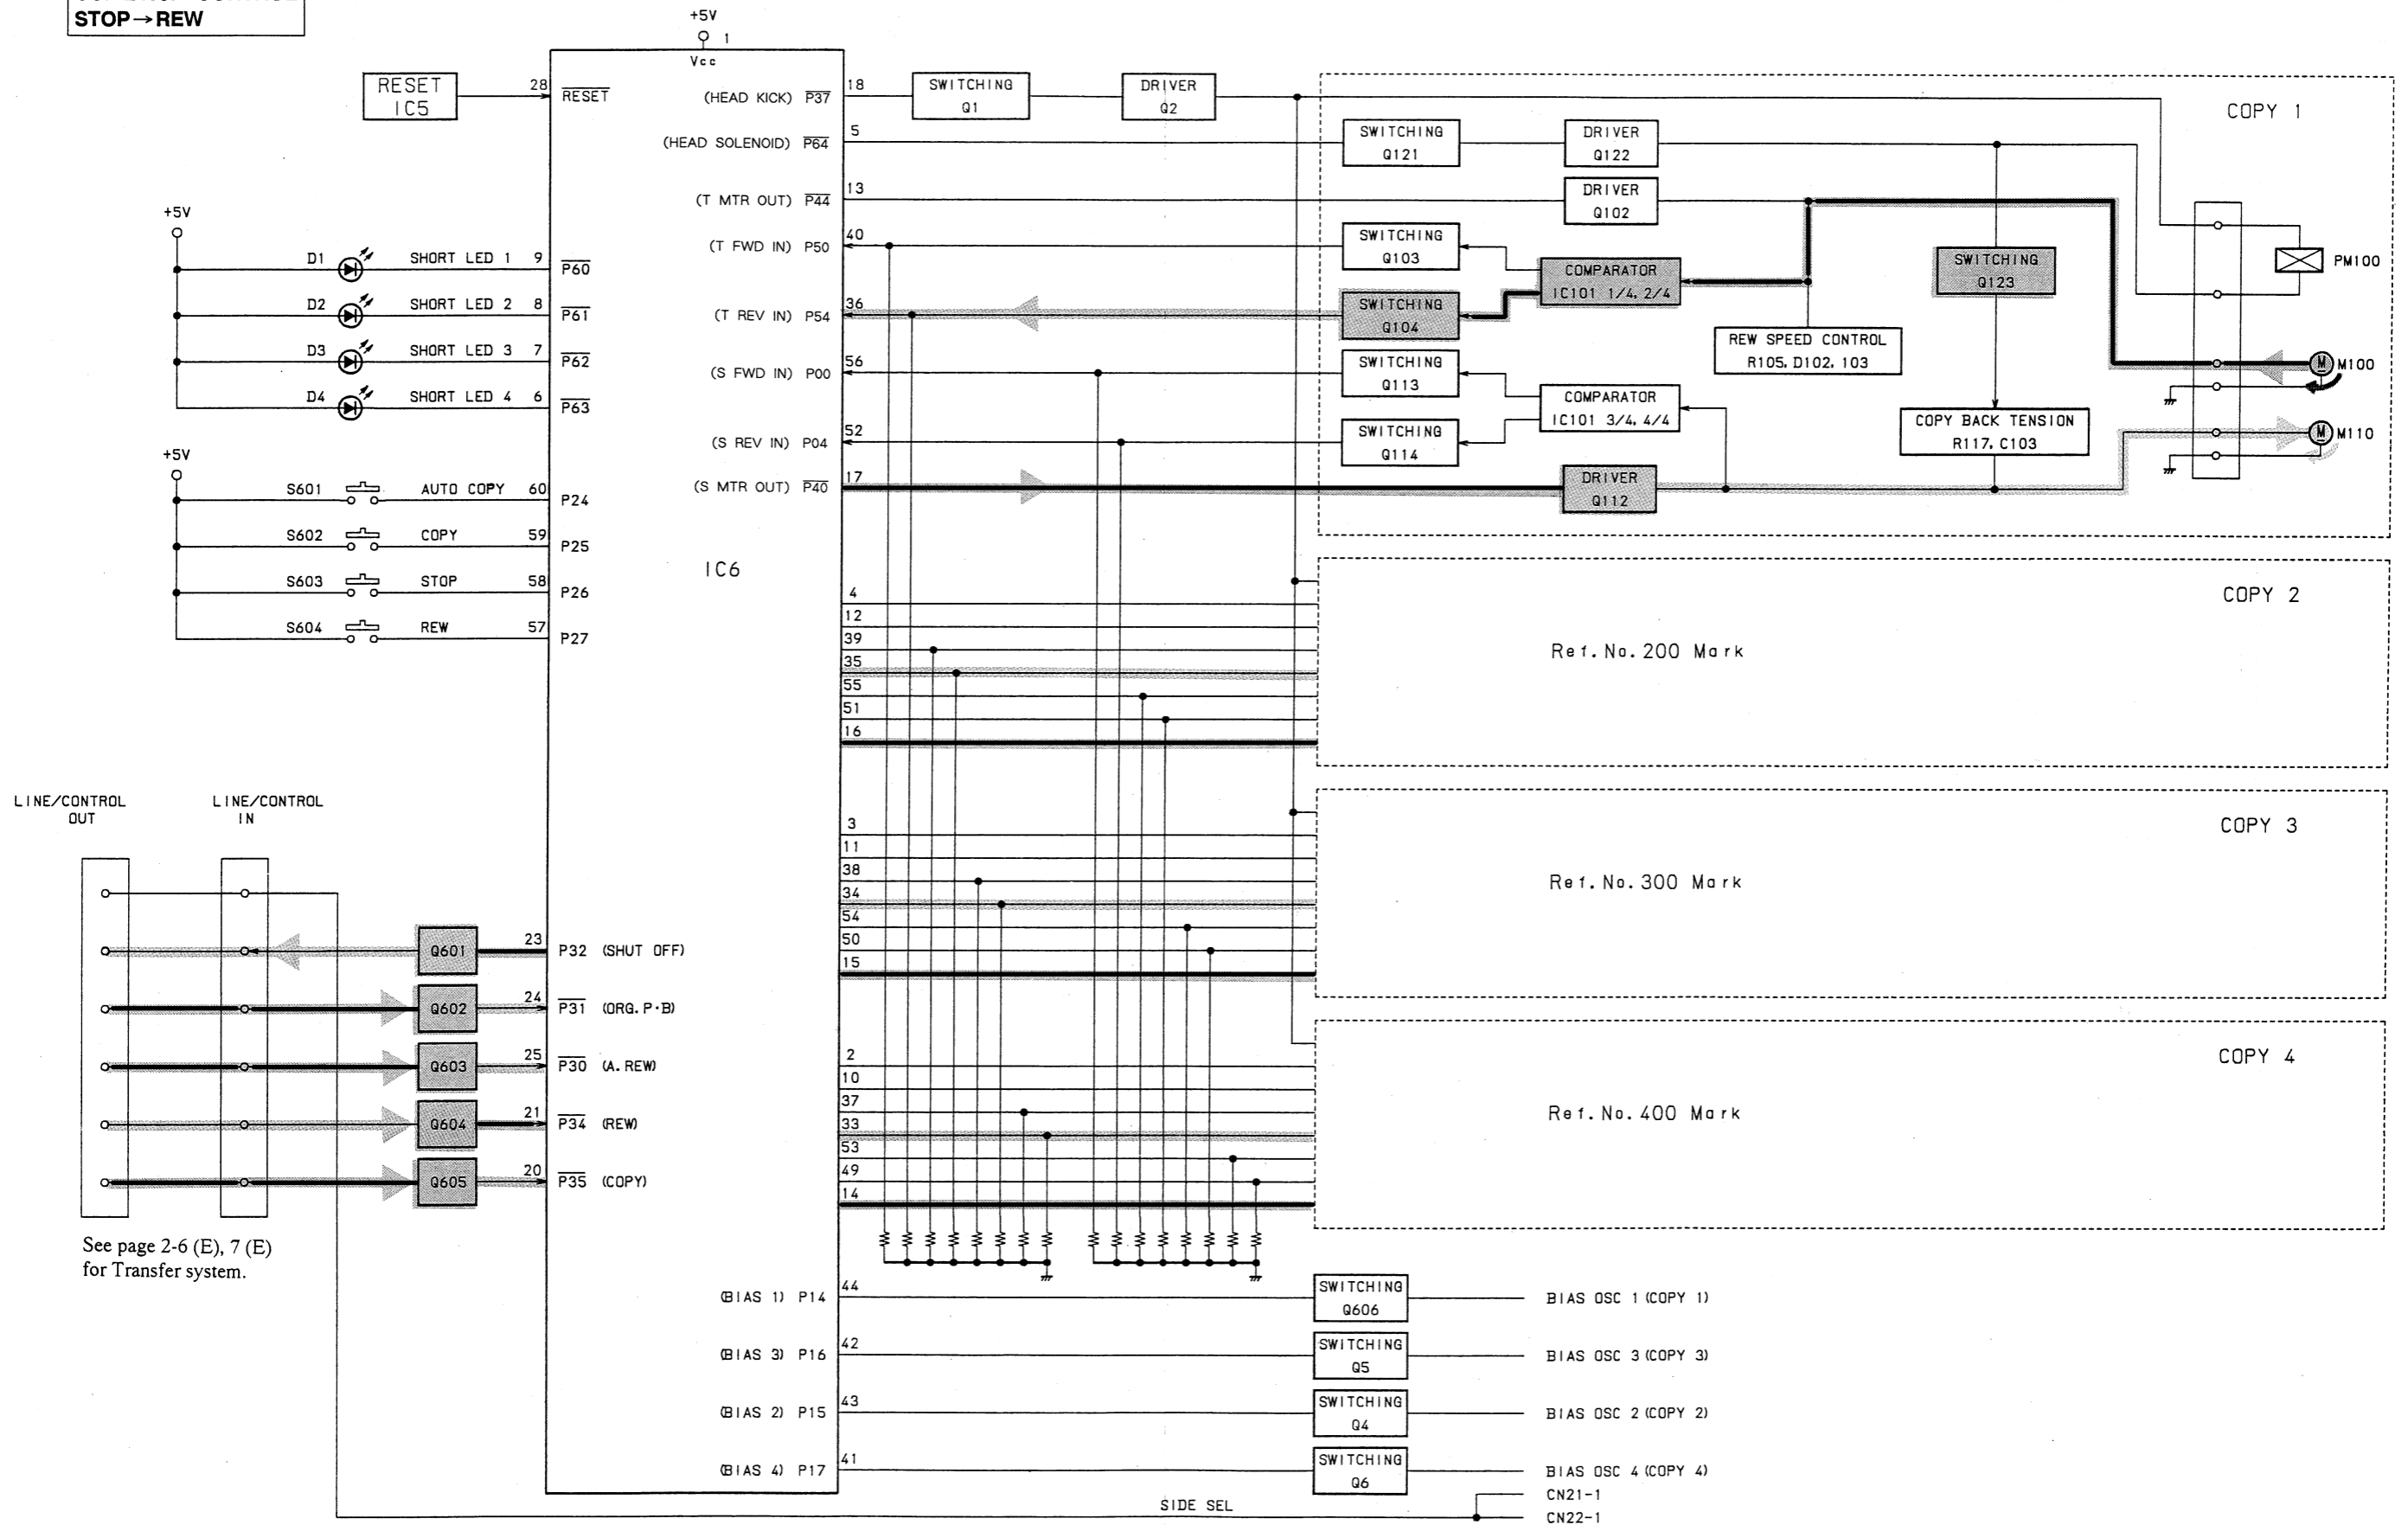 STOP→REW
+5V
1
Vcc
RESET
IC5
28
RESET
(HEAD KICK) P37
18
SWITCHING
Q1
DRIVER
Q2
COPY 1
(HEAD SOLENOID) P64
5
SWITCHING
Q121
DRIVER
Q122
(T MTR OUT) P44
13
DRIVER
Q102
(T FWD IN) P50
40
SWITCHING
Q103
COMPARATOR
IC101 1/4, 2/4
SWITCHING
Q123
PM100
(T REV IN) P54
36
SWITCHING
Q104
REW SPEED CONTROL
R105, D102, 103
(S FWD IN) P00
56
SWITCHING
Q113
COMPARATOR
IC101 3/4, 4/4
M M100
(S REV IN) P04
52
SWITCHING
Q114
COPY BACK TENSION
R117, C103
M M110
(S MTR OUT) P40
17
DRIVER
Q112
+5V
D1 SHORT LED 1 9 P60
D2 SHORT LED 2 8 P61
D3 SHORT LED 3 7 P62
D4 SHORT LED 4 6 P63
+5V
S601 AUTO COPY 60 P24
S602 COPY 59 P25
S603 STOP 58 P26
S604 REW 57 P27
IC6
4
12
39
35
55
51
16
COPY 2
Ref. No. 200 Mark
3
11
38
34
54
50
15
COPY 3
Ref. No. 300 Mark
2
10
37
33
53
49
14
COPY 4
Ref. No. 400 Mark
LINE/CONTROL
OUT
LINE/CONTROL
IN
Q601 23 P32 (SHUT OFF)
Q602 24 P31 (ORG. P·B)
Q603 25 P30 (A. REW)
Q604 21 P34 (REW)
Q605 20 P35 (COPY)
See page 2-6 (E), 7 (E)
for Transfer system.
(BIAS 1) P14 44
SWITCHING
Q606
BIAS OSC 1 (COPY 1)
(BIAS 3) P16 42
SWITCHING
Q5
BIAS OSC 3 (COPY 3)
(BIAS 2) P15 43
SWITCHING
Q4
BIAS OSC 2 (COPY 2)
(BIAS 4) P17 41
SWITCHING
Q6
BIAS OSC 4 (COPY 4)
SIDE SEL
CN21-1
CN22-1